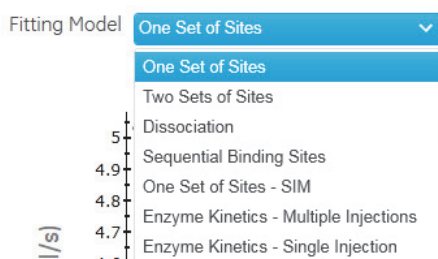 Fitting Model One Set of Sites
One Set of Sites
Two Sets of Sites
Dissociation
5
Sequential Binding Sites
4.9
One Set of Sites - SIM
4.8
Enzyme Kinetics - Multiple Injections
4.7
Enzyme Kinetics - Single Injection
l/s)